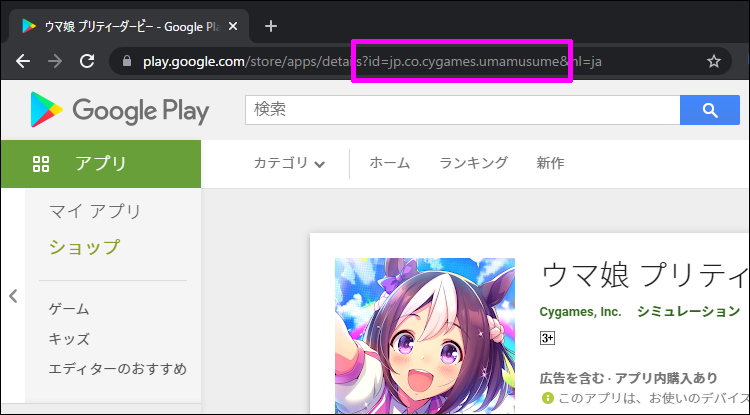 ウマ娘 プリティーダービー - Google Pl
play.google.com/store/apps/details?id=jp.co.cygames.umamusume&hl=ja
Google Play
検索
アプリ
カテゴリ ホーム ランキング 新作
マイ アプリ
ショップ
ゲーム
キッズ
エディターのおすすめ
ウマ娘 プリティ
Cygames, Inc. シミュレーション
3+
広告を含む · アプリ内購入あり
このアプリは、お使いのデバイス